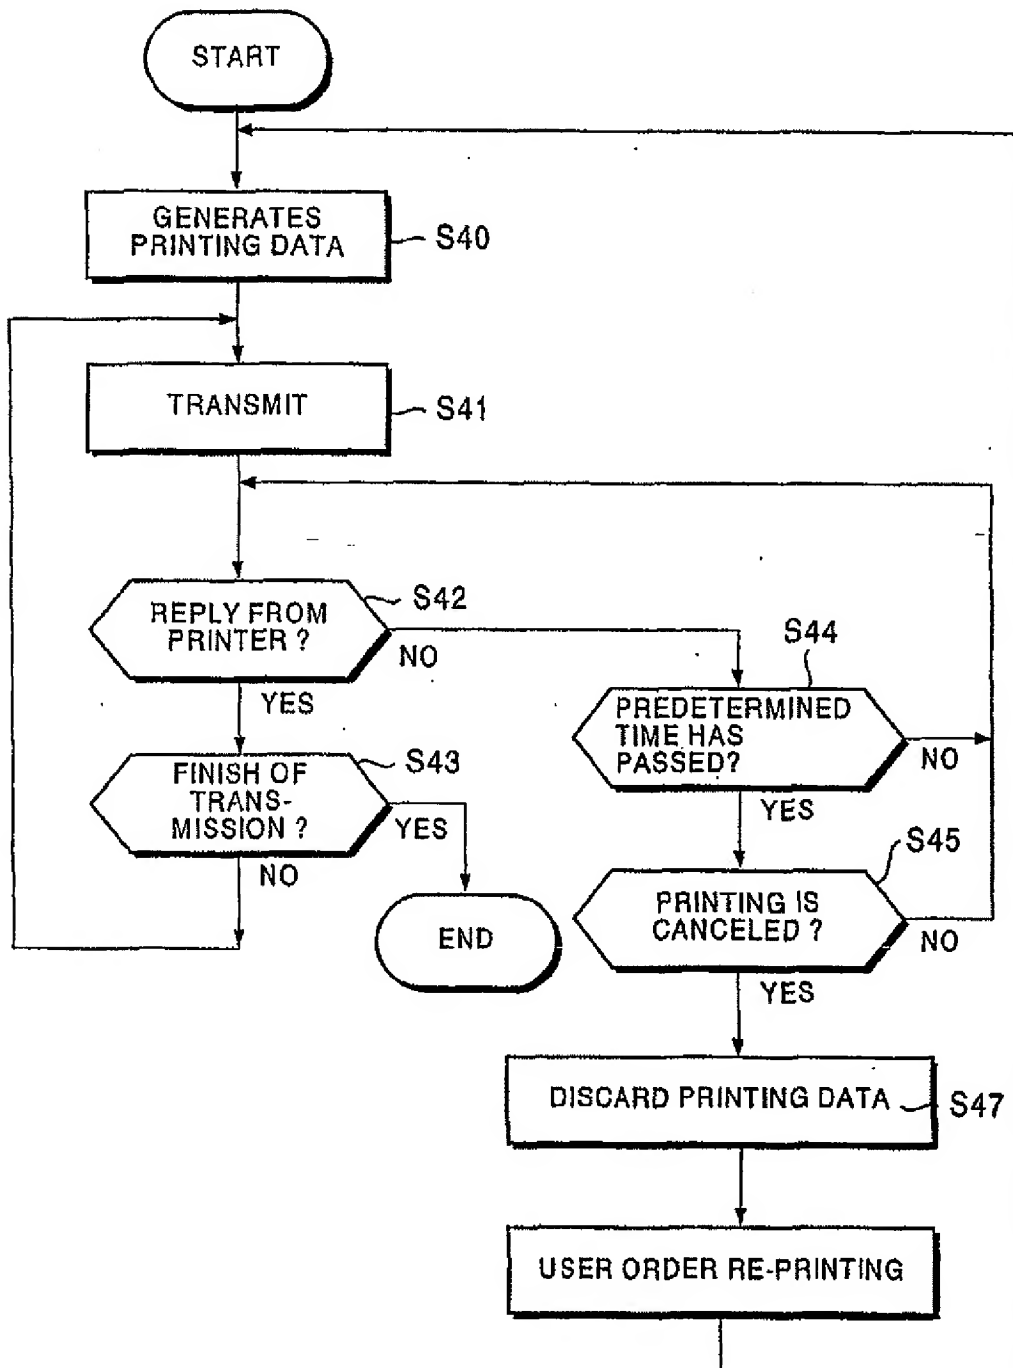 START
GENERATES
PRINTING DATA
S40
TRANSMIT
S41
REPLY FROM
PRINTER ?
S42
NO
YES
S44
PREDETERMINED
TIME HAS
PASSED?
NO
YES
FINISH OF
TRANS-
MISSION ?
S43
YES
NO
END
S45
PRINTING IS
CANCELED ?
NO
YES
DISCARD PRINTING DATA
S47
USER ORDER RE-PRINTING